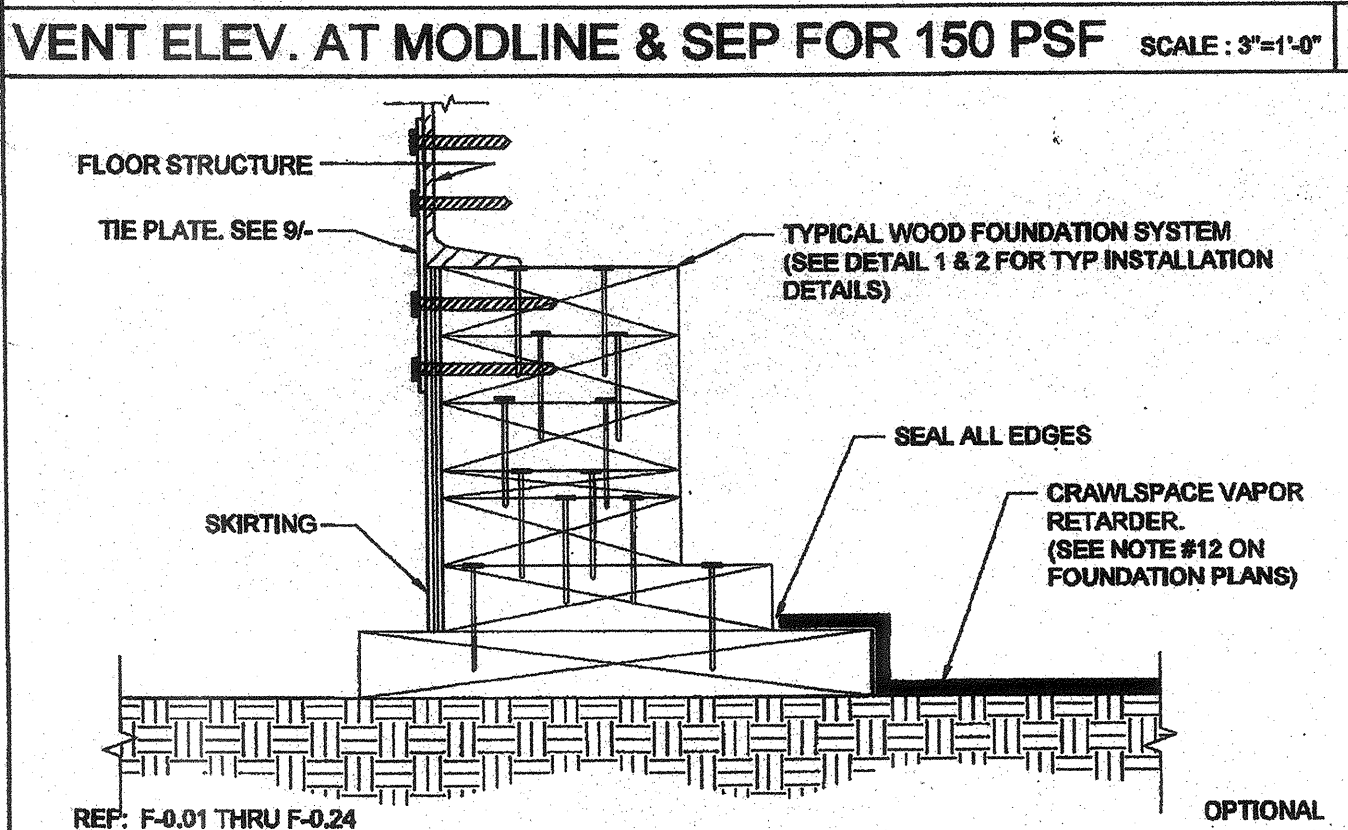 VENT ELEV. AT MODLINE & SEP FOR 150 PSF SCALE : 3"=1'-0"
FLOOR STRUCTURE
TIE PLATE. SEE 9/-
TYPICAL WOOD FOUNDATION SYSTEM
(SEE DETAIL 1 & 2 FOR TYP INSTALLATION
DETAILS)
SEAL ALL EDGES
CRAWLSPACE VAPOR
RETARDER.
(SEE NOTE #12 ON
FOUNDATION PLANS)
SKIRTING
REF: F-0.01 THRU F-0.24
OPTIONAL